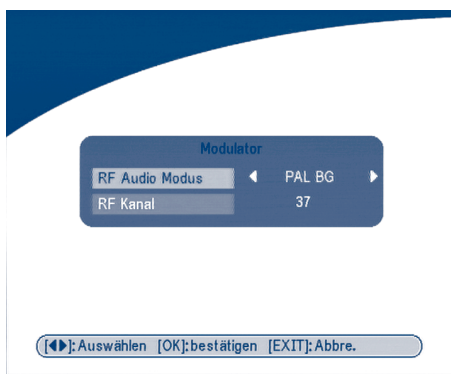 Modulator
RF Audio Modus ◀ PAL BG ▶
RF Kanal 37
[◀▶]:Auswählen [OK]:bestätigen [EXIT]:Abbre.